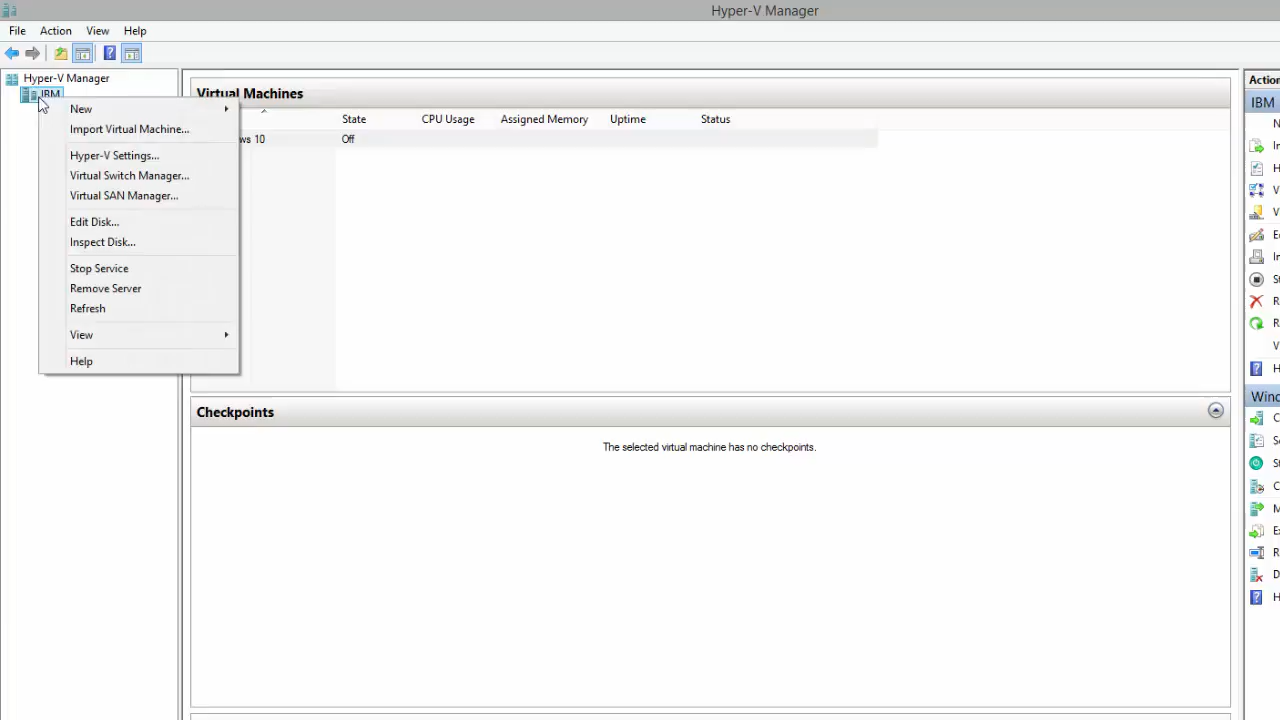 Hyper-V Manager
File Action View Help
Hyper-V Manager
IBM
New
Import Virtual Machine...
Hyper-V Settings...
Virtual Switch Manager...
Virtual SAN Manager...
Edit Disk...
Inspect Disk...
Stop Service
Remove Server
Refresh
View
Help
Virtual Machines
State CPU Usage Assigned Memory Uptime Status
ws 10 Off
Checkpoints
The selected virtual machine has no checkpoints.
Action
IBM
N
In
H
V
V
E
In
S
R
R
V
H
Wind
C
S
S
C
M
E
R
D
H